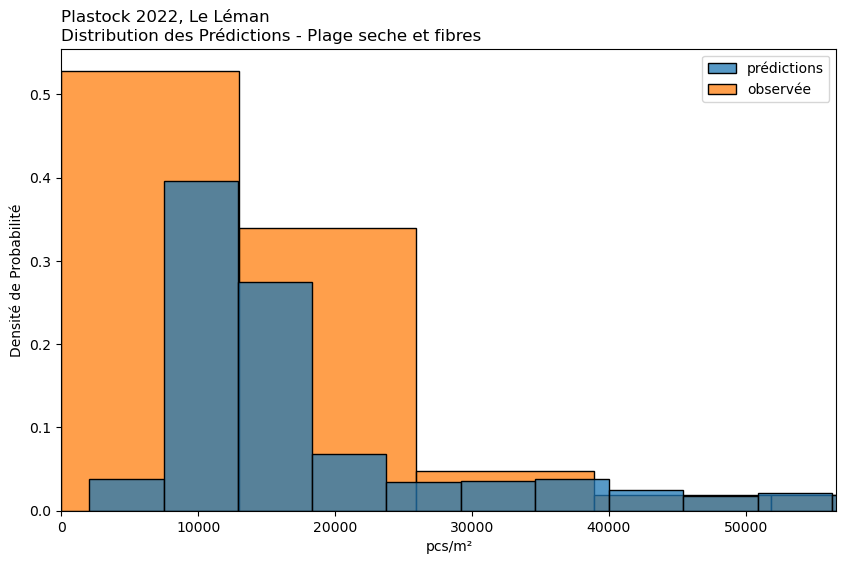 Plastock 2022, Le Léman
Distribution des Prédictions - Plage seche et fibres
prédictions
observée
Densité de Probabilité
0.5
0.4
0.3
0.2
0.1
0.0
0
10000
20000
30000
40000
50000
pcs/m²